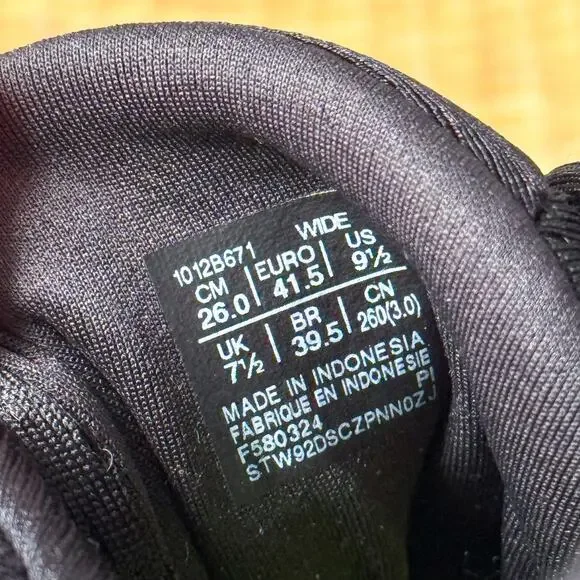 1012B671 WIDE
CM EURO US
26.0 41.5 9½
UK BR CN
7½ 39.5 260(3.0)
MADE IN INDONESIA
FABRIQUE EN INDONESIE
F580324 PI
STW92DSCZPNN0ZJ